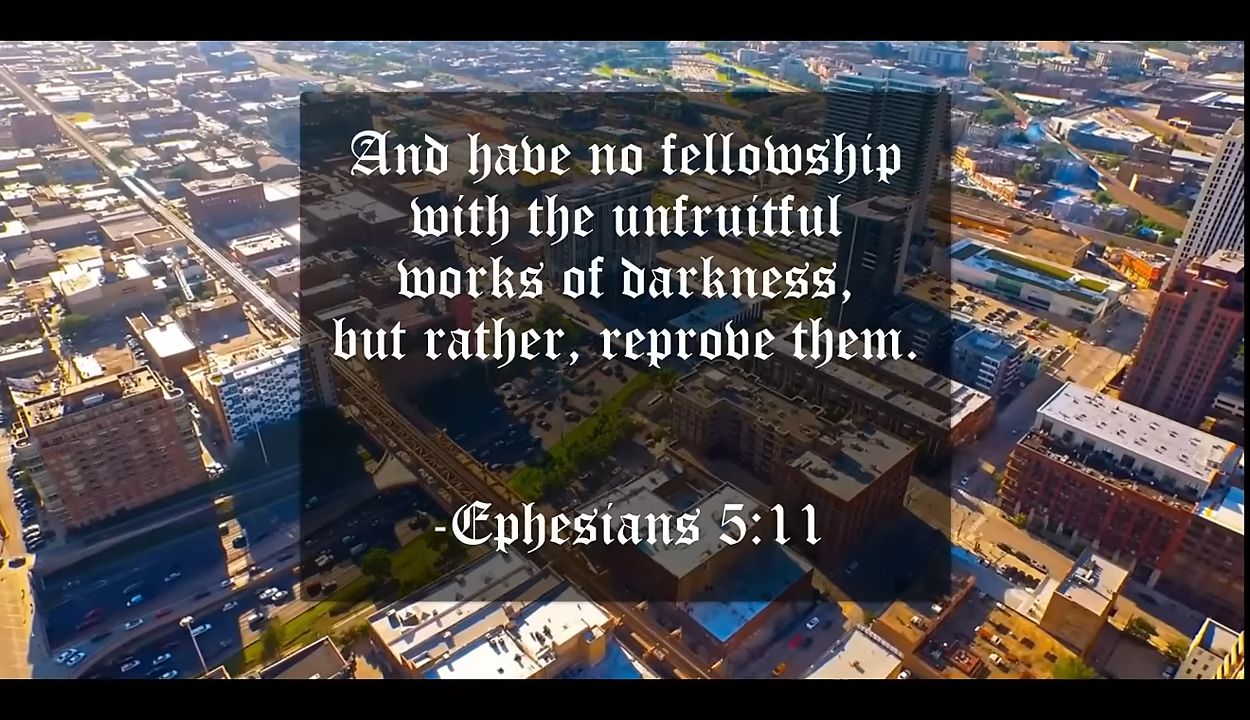 And have no fellowship
with the unfruitful
works of darkness,
but rather, reprove them.
-Ephesians 5:11